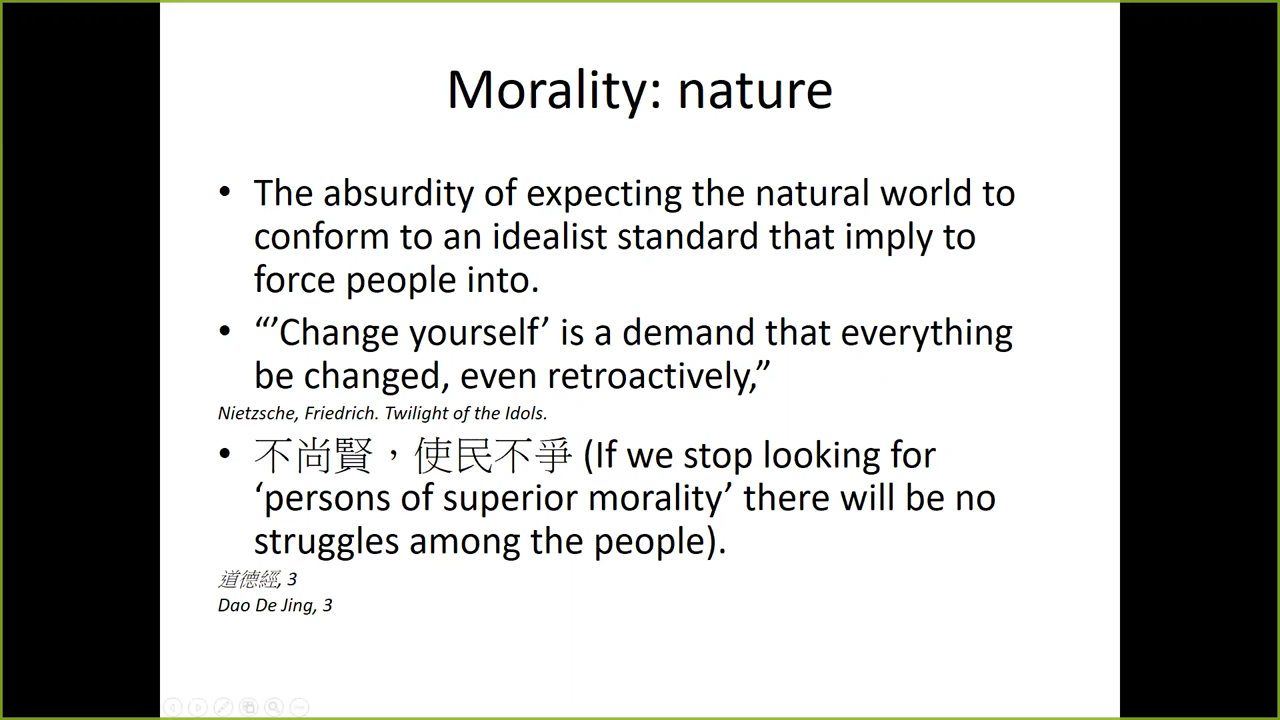 Morality: nature
• The absurdity of expecting the natural world to
conform to an idealist standard that imply to
force people into.
• “’Change yourself’ is a demand that everything
be changed, even retroactively,”
Nietzsche, Friedrich. Twilight of the Idols.
• 不尚賢，使民不爭 (If we stop looking for
‘persons of superior morality’ there will be no
struggles among the people).
道德經, 3
Dao De Jing, 3